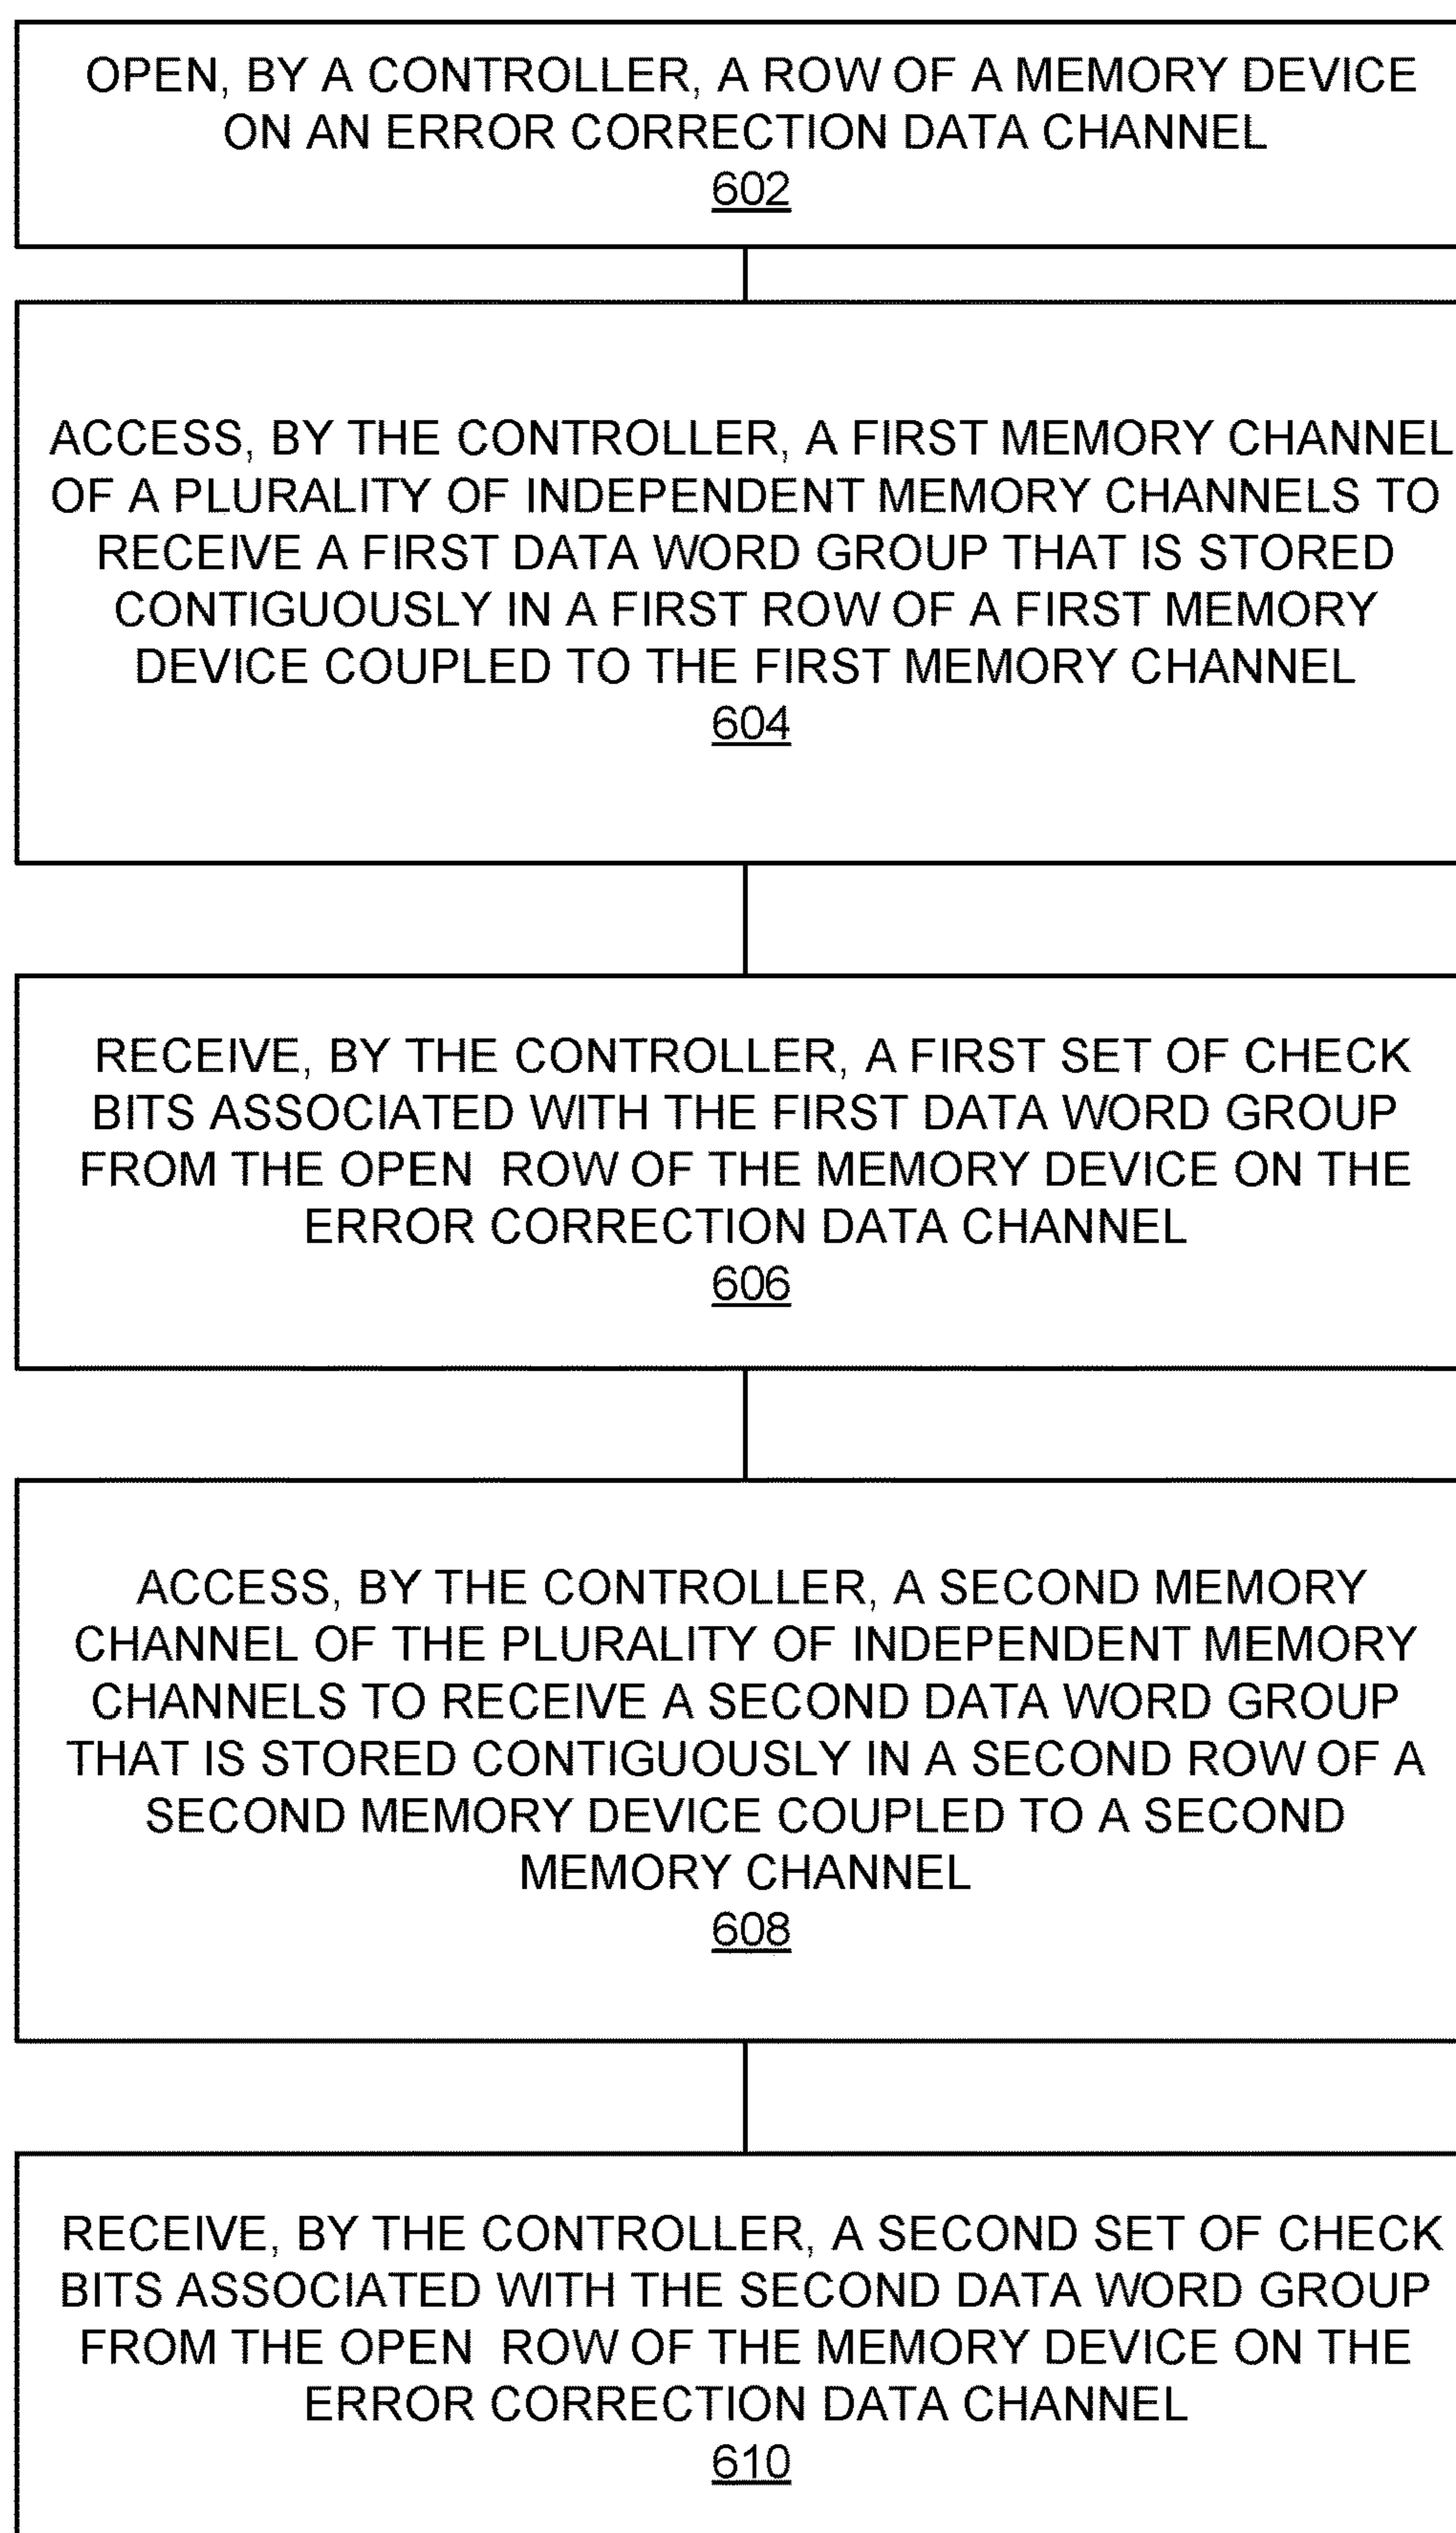 OPEN, BY A CONTROLLER, A ROW OF A MEMORY DEVICE
ON AN ERROR CORRECTION DATA CHANNEL
602
ACCESS, BY THE CONTROLLER, A FIRST MEMORY CHANNEL
OF A PLURALITY OF INDEPENDENT MEMORY CHANNELS TO
RECEIVE A FIRST DATA WORD GROUP THAT IS STORED
CONTIGUOUSLY IN A FIRST ROW OF A FIRST MEMORY
DEVICE COUPLED TO THE FIRST MEMORY CHANNEL
604
RECEIVE, BY THE CONTROLLER, A FIRST SET OF CHECK
BITS ASSOCIATED WITH THE FIRST DATA WORD GROUP
FROM THE OPEN ROW OF THE MEMORY DEVICE ON THE
ERROR CORRECTION DATA CHANNEL
606
ACCESS, BY THE CONTROLLER, A SECOND MEMORY
CHANNEL OF THE PLURALITY OF INDEPENDENT MEMORY
CHANNELS TO RECEIVE A SECOND DATA WORD GROUP
THAT IS STORED CONTIGUOUSLY IN A SECOND ROW OF A
SECOND MEMORY DEVICE COUPLED TO A SECOND
MEMORY CHANNEL
608
RECEIVE, BY THE CONTROLLER, A SECOND SET OF CHECK
BITS ASSOCIATED WITH THE SECOND DATA WORD GROUP
FROM THE OPEN ROW OF THE MEMORY DEVICE ON THE
ERROR CORRECTION DATA CHANNEL
610